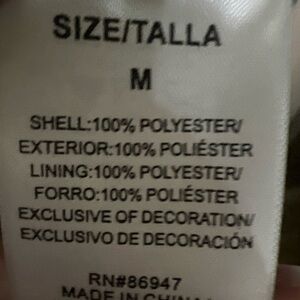 SIZE/TALLA
M
SHELL:100% POLYESTER/
EXTERIOR:100% POLIÉSTER
LINING:100% POLYESTER/
FORRO:100% POLIÉSTER
EXCLUSIVE OF DECORATION/
EXCLUSIVO DE DECORACIÓN
RN#86947
MADE IN CHINA